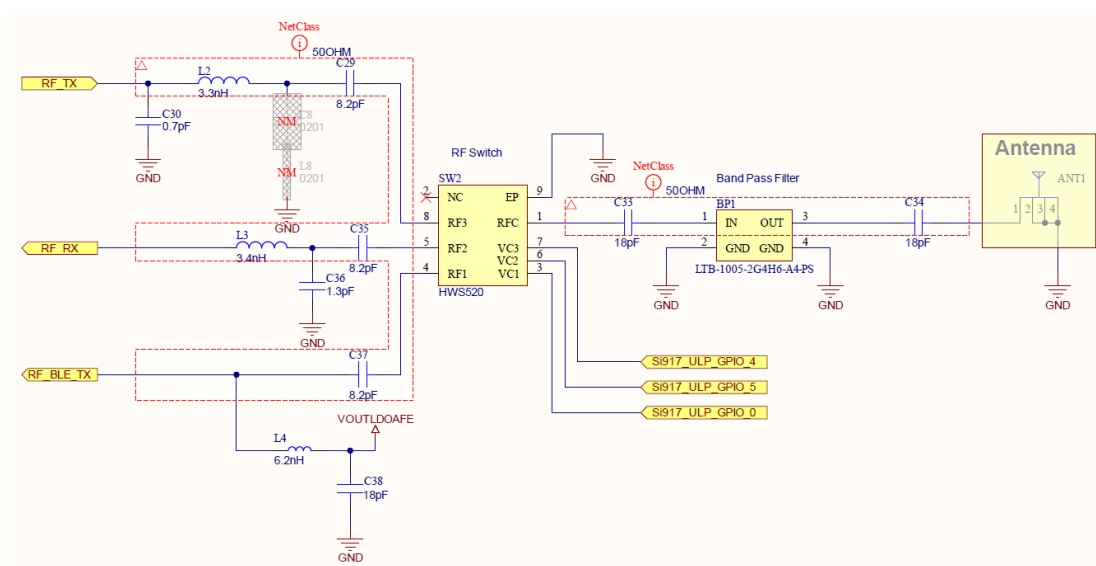 NetClass
i
50OHM
RF_TX
L2
3.3nH
C29
8.2pF
C30
0.7pF
GND
NM
C8
0201
NM
L8
0201
GND
RF Switch
SW2
2
NC
EP
9
8
RF3
RFC
1
5
RF2
VC3
7
VC2
6
4
RF1
VC1
3
HWS520
GND
NetClass
i
50OHM
C33
18pF
Band Pass Filter
BP1
1
IN
OUT
3
2
GND
GND
4
LTB-1005-2G4H6-A4-PS
GND
GND
C34
18pF
Antenna
ANT1
1
2
3
4
GND
RF_RX
L3
3.4nH
C35
8.2pF
C36
1.3pF
GND
RF_BLE_TX
C37
8.2pF
VOUTLDOAFE
L4
6.2nH
C38
18pF
GND
Si917_ULP_GPIO_4
Si917_ULP_GPIO_5
Si917_ULP_GPIO_0